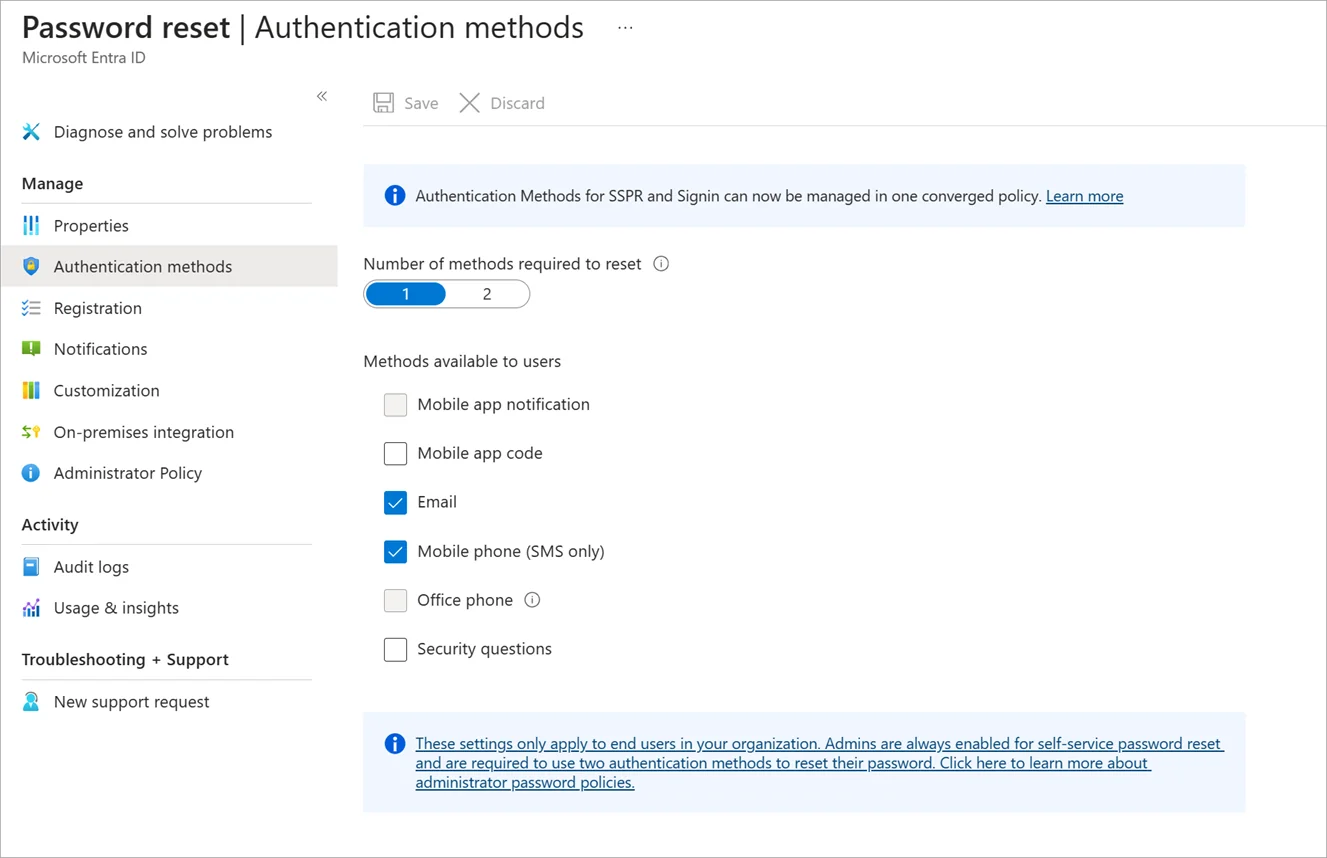 Password reset | Authentication methods ...
Microsoft Entra ID
«
Diagnose and solve problems
Manage
Properties
Authentication methods
Registration
Notifications
Customization
On-premises integration
Administrator Policy
Activity
Audit logs
Usage & insights
Troubleshooting + Support
New support request
Save Discard
Authentication Methods for SSPR and Signin can now be managed in one converged policy. Learn more
Number of methods required to reset
1 2
Methods available to users
Mobile app notification
Mobile app code
Email
Mobile phone (SMS only)
Office phone
Security questions
These settings only apply to end users in your organization. Admins are always enabled for self-service password reset
and are required to use two authentication methods to reset their password. Click here to learn more about
administrator password policies.